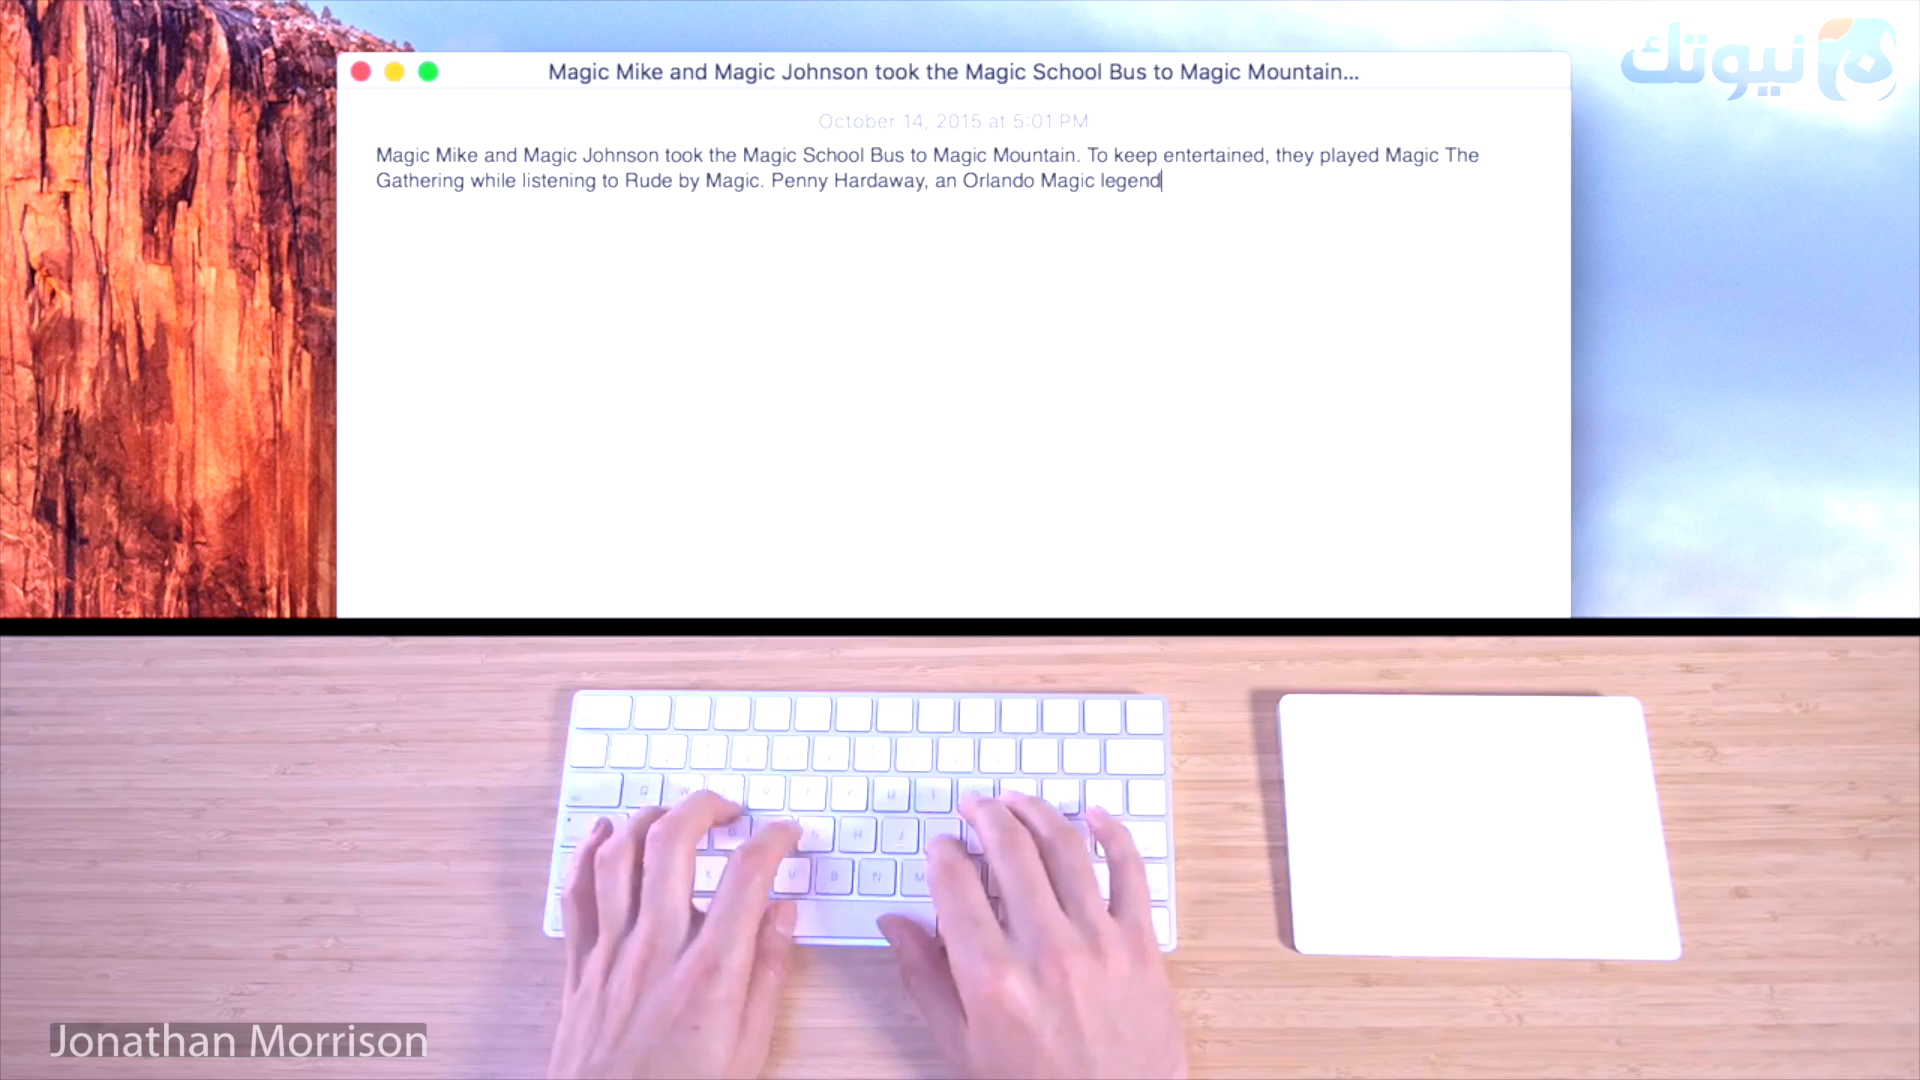 نيوتك
Magic Mike and Magic Johnson took the Magic School Bus to Magic Mountain...
October 14, 2015 at 5:01 PM
Magic Mike and Magic Johnson took the Magic School Bus to Magic Mountain. To keep entertained, they played Magic The
Gathering while listening to Rude by Magic. Penny Hardaway, an Orlando Magic legend
Q W R T Y U I
G H J
X V B N M
Jonathan Morrison